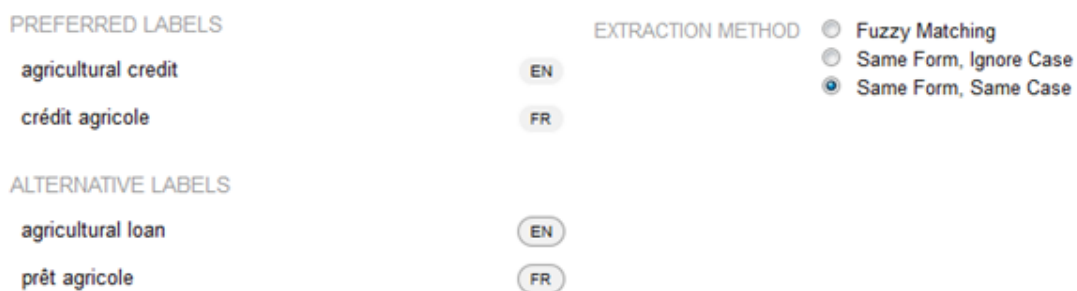 PREFERRED LABELS
agricultural credit EN
crédit agricole FR
ALTERNATIVE LABELS
agricultural loan EN
prêt agricole FR
EXTRACTION METHOD Fuzzy Matching
Same Form, Ignore Case
Same Form, Same Case